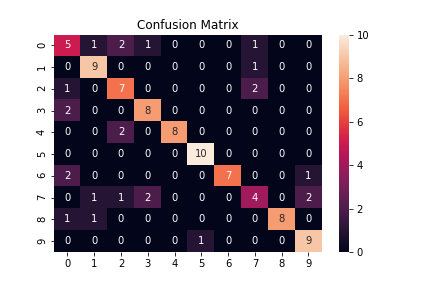 Confusion Matrix
0 5 1 2 1 0 0 0 1 0 0
1 0 9 0 0 0 0 0 1 0 0
2 1 0 7 0 0 0 0 2 0 0
3 2 0 0 8 0 0 0 0 0 0
4 0 0 2 0 8 0 0 0 0 0
5 0 0 0 0 0 10 0 0 0 0
6 2 0 0 0 0 0 7 0 0 1
7 0 1 1 2 0 0 0 4 0 2
8 1 1 0 0 0 0 0 0 8 0
9 0 0 0 0 0 1 0 0 0 9
0 1 2 3 4 5 6 7 8 9
10
8
6
4
2
0